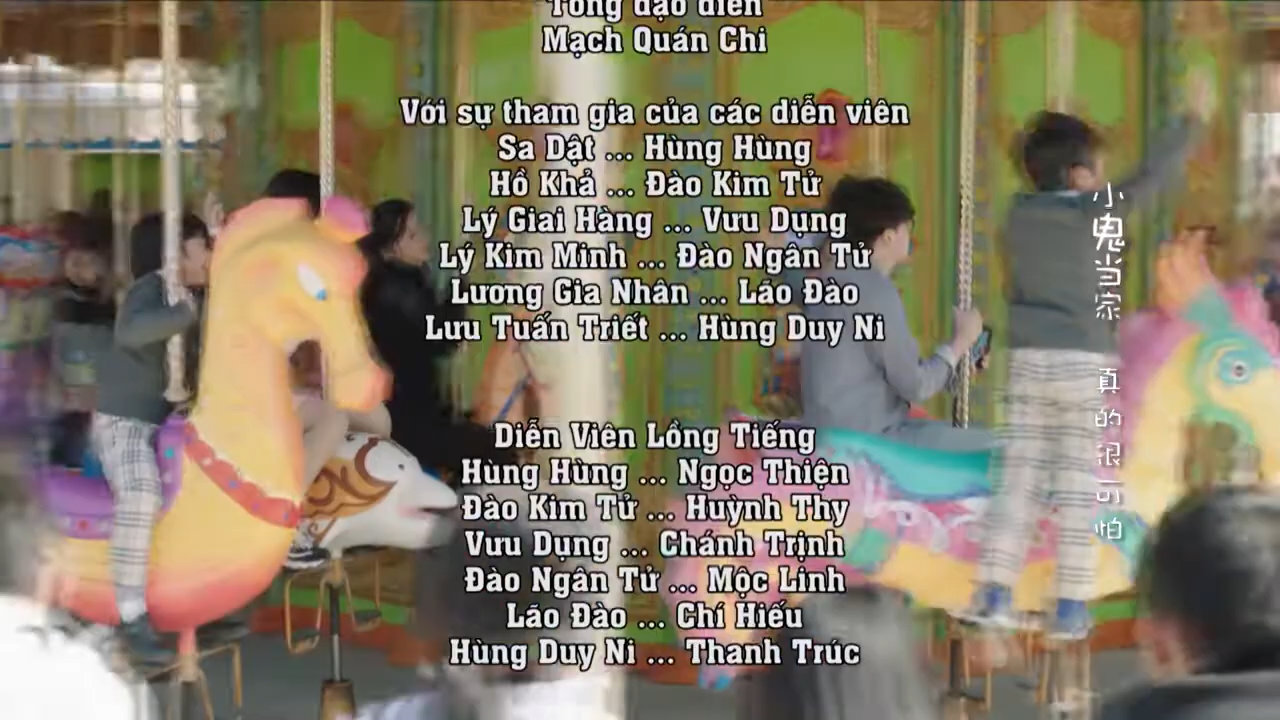 Tổng đạo diễn
Mạch Quán Chi
Với sự tham gia của các diễn viên
Sa Dật ... Hùng Hùng
Hồ Khả ... Đào Kim Tử
Lý Giai Hàng ... Vưu Dụng
Lý Kim Minh ... Đào Ngân Tử
Lương Gia Nhân ... Lão Đào
Lưu Tuấn Triết ... Hùng Duy Ni
Diễn Viên Lồng Tiếng
Hùng Hùng ... Ngọc Thiện
Đào Kim Tử ... Huỳnh Thy
Vưu Dụng ... Chánh Trịnh
Đào Ngân Tử ... Mộc Linh
Lão Đào ... Chí Hiếu
Hùng Duy Ni ... Thanh Trúc
小鬼当家 真的很可怕